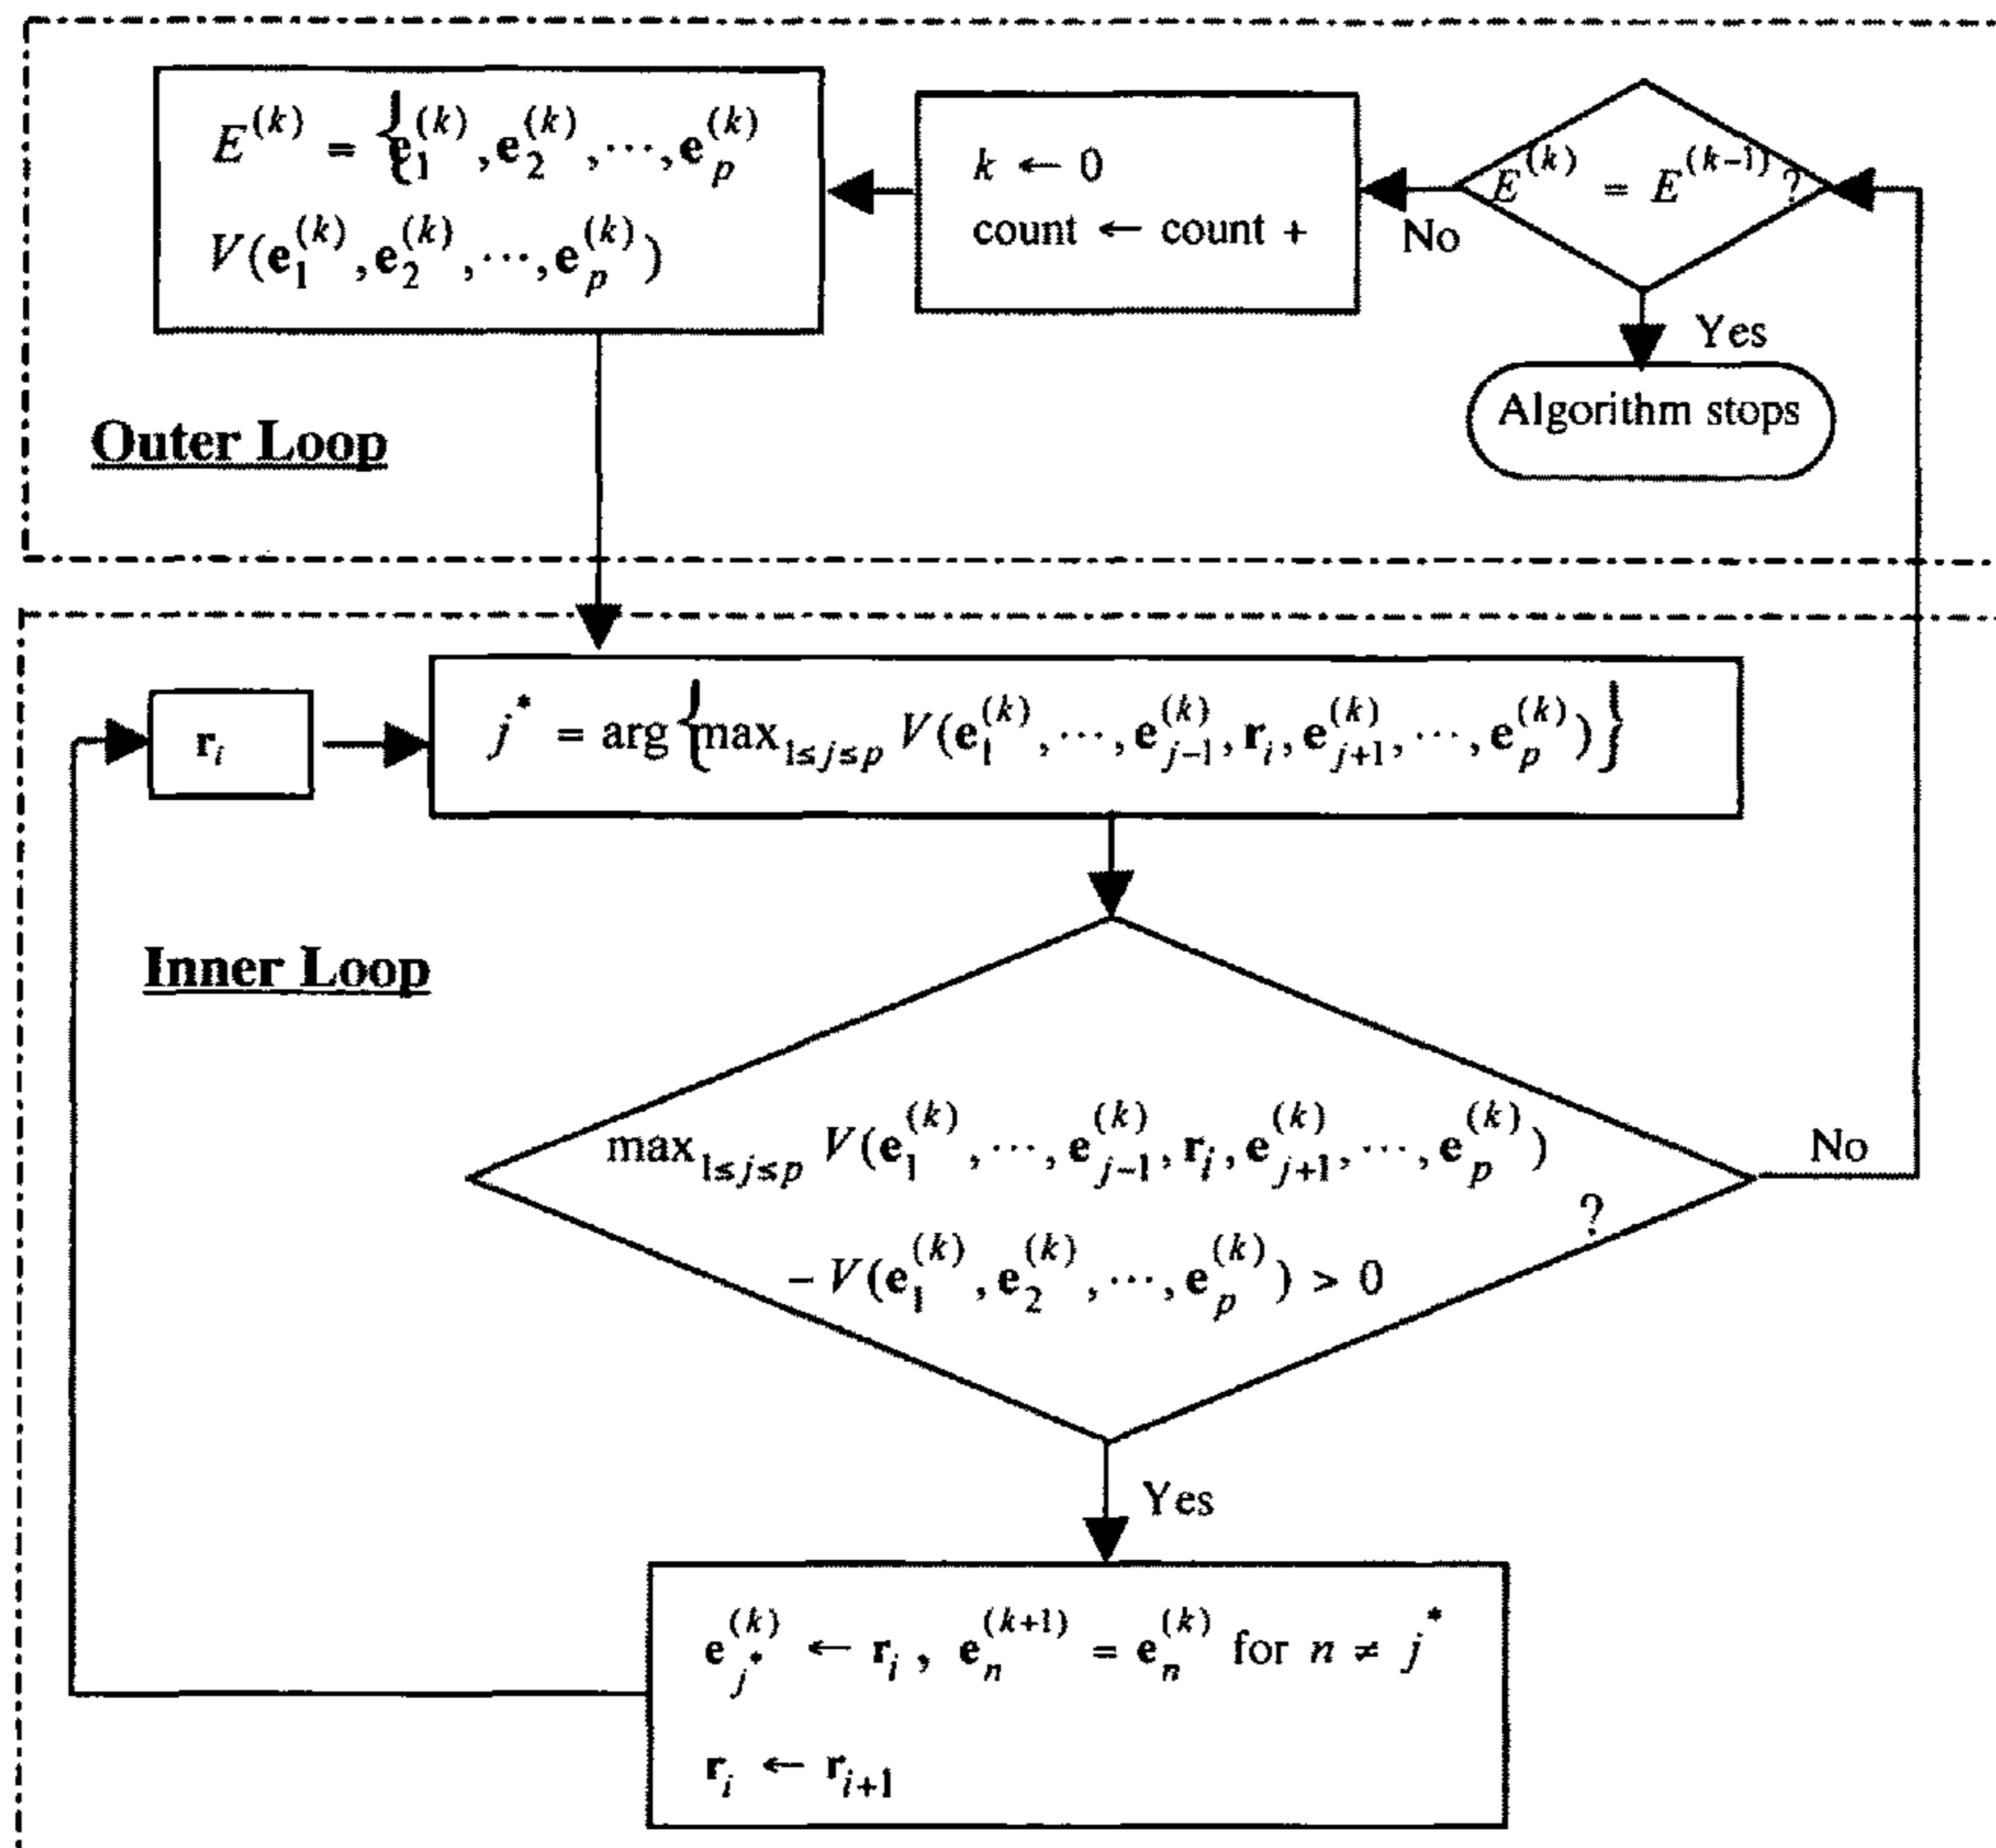 E^(k) = {e_1^(k), e_2^(k), ⋯, e_p^(k)
V(e_1^(k), e_2^(k), ⋯, e_p^(k))
k ← 0
count ← count +
E^(k) = E^(k-1) ?
No
Yes
Algorithm stops
Outer Loop
r_i
j^* = arg{max_{1≤j≤p} V(e_1^(k), ⋯, e_{j-1}^(k), r_i, e_{j+1}^(k), ⋯, e_p^(k))}
Inner Loop
max_{1≤j≤p} V(e_1^(k), ⋯, e_{j-1}^(k), r_i, e_{j+1}^(k), ⋯, e_p^(k))
No
?
− V(e_1^(k), e_2^(k), ⋯, e_p^(k)) > 0
Yes
e_{j^*}^(k) ← r_i, e_n^(k+1) = e_n^(k) for n ≠ j^*
r_i ← r_{i+1}